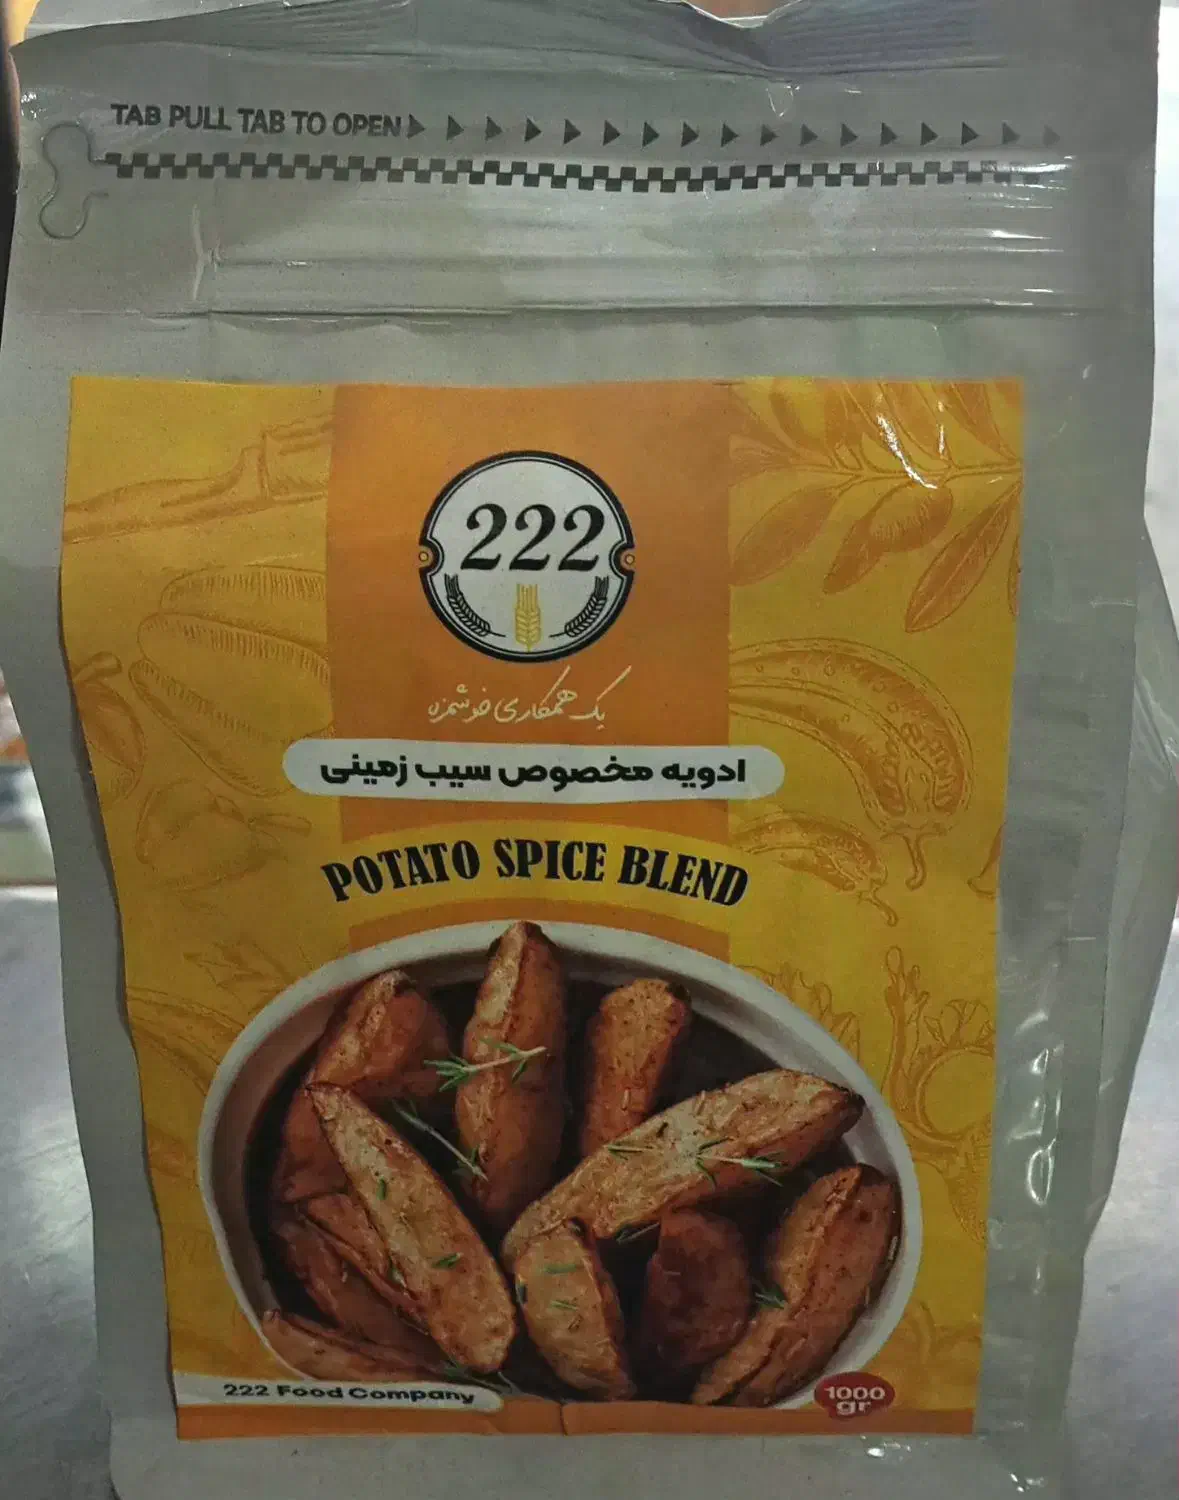 TAB PULL TAB TO OPEN
222
یک همکاری خوشمزه
ادویه مخصوص سیب زمینی
POTATO SPICE BLEND
222 Food Company
1000
gr